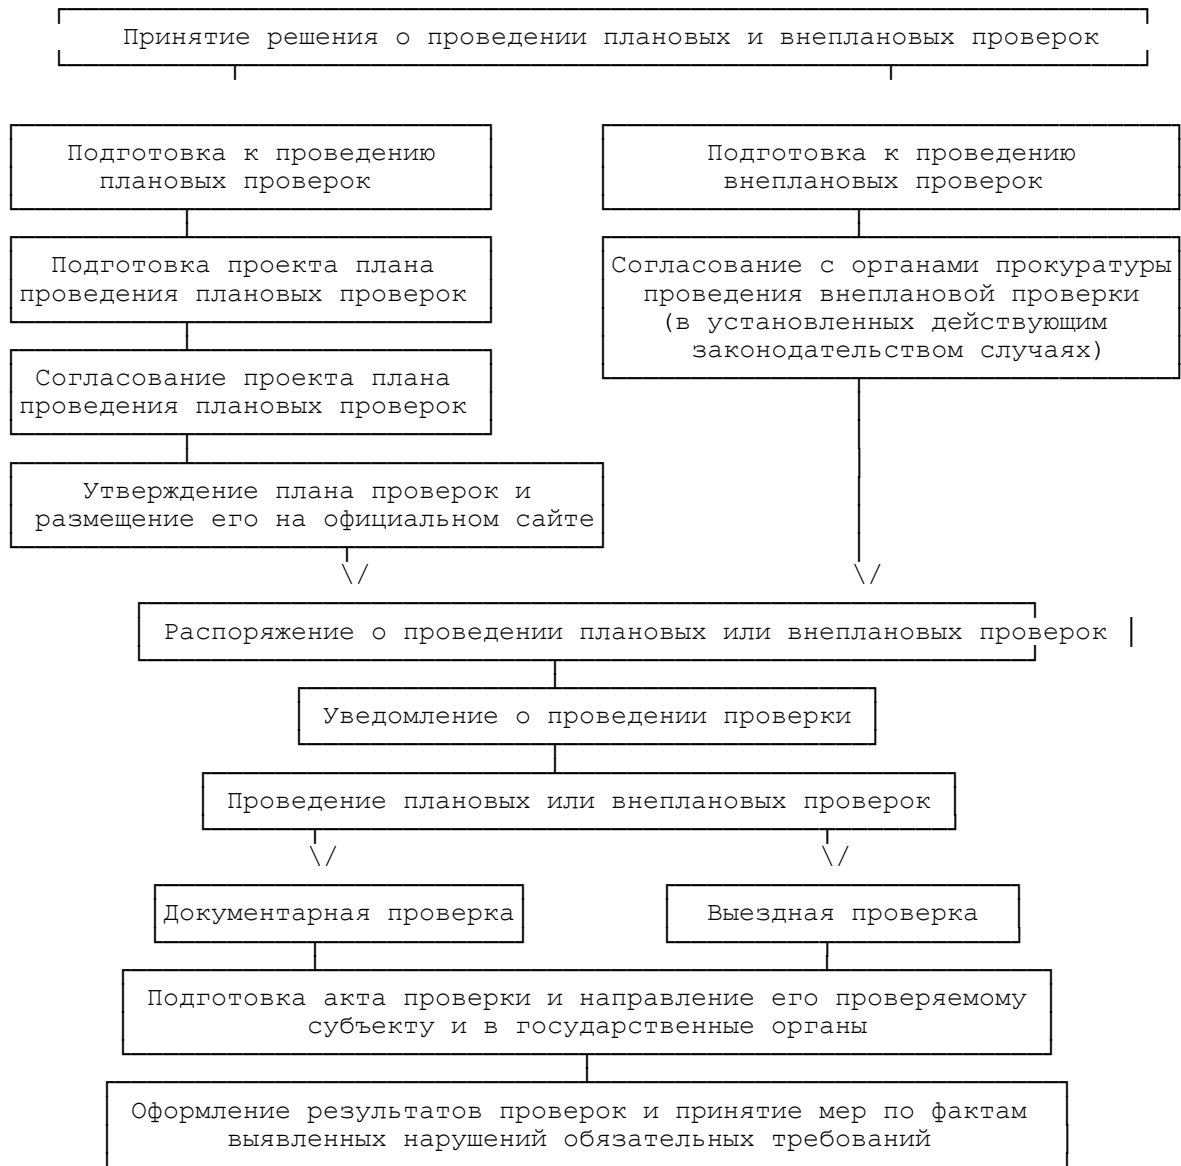 Принятие решения о проведении плановых и внеплановых проверок
Подготовка к проведению
плановых проверок
Подготовка к проведению
внеплановых проверок
Подготовка проекта плана
проведения плановых проверок
Согласование с органами прокуратуры
проведения внеплановой проверки
(в установленных действующим
законодательством случаях)
Согласование проекта плана
проведения плановых проверок
Утверждение плана проверок и
размещение его на официальном сайте
Распоряжение о проведении плановых или внеплановых проверок
Уведомление о проведении проверки
Проведение плановых или внеплановых проверок
Документарная проверка
Выездная проверка
Подготовка акта проверки и направление его проверяемому
субъекту и в государственные органы
Оформление результатов проверок и принятие мер по фактам
выявленных нарушений обязательных требований